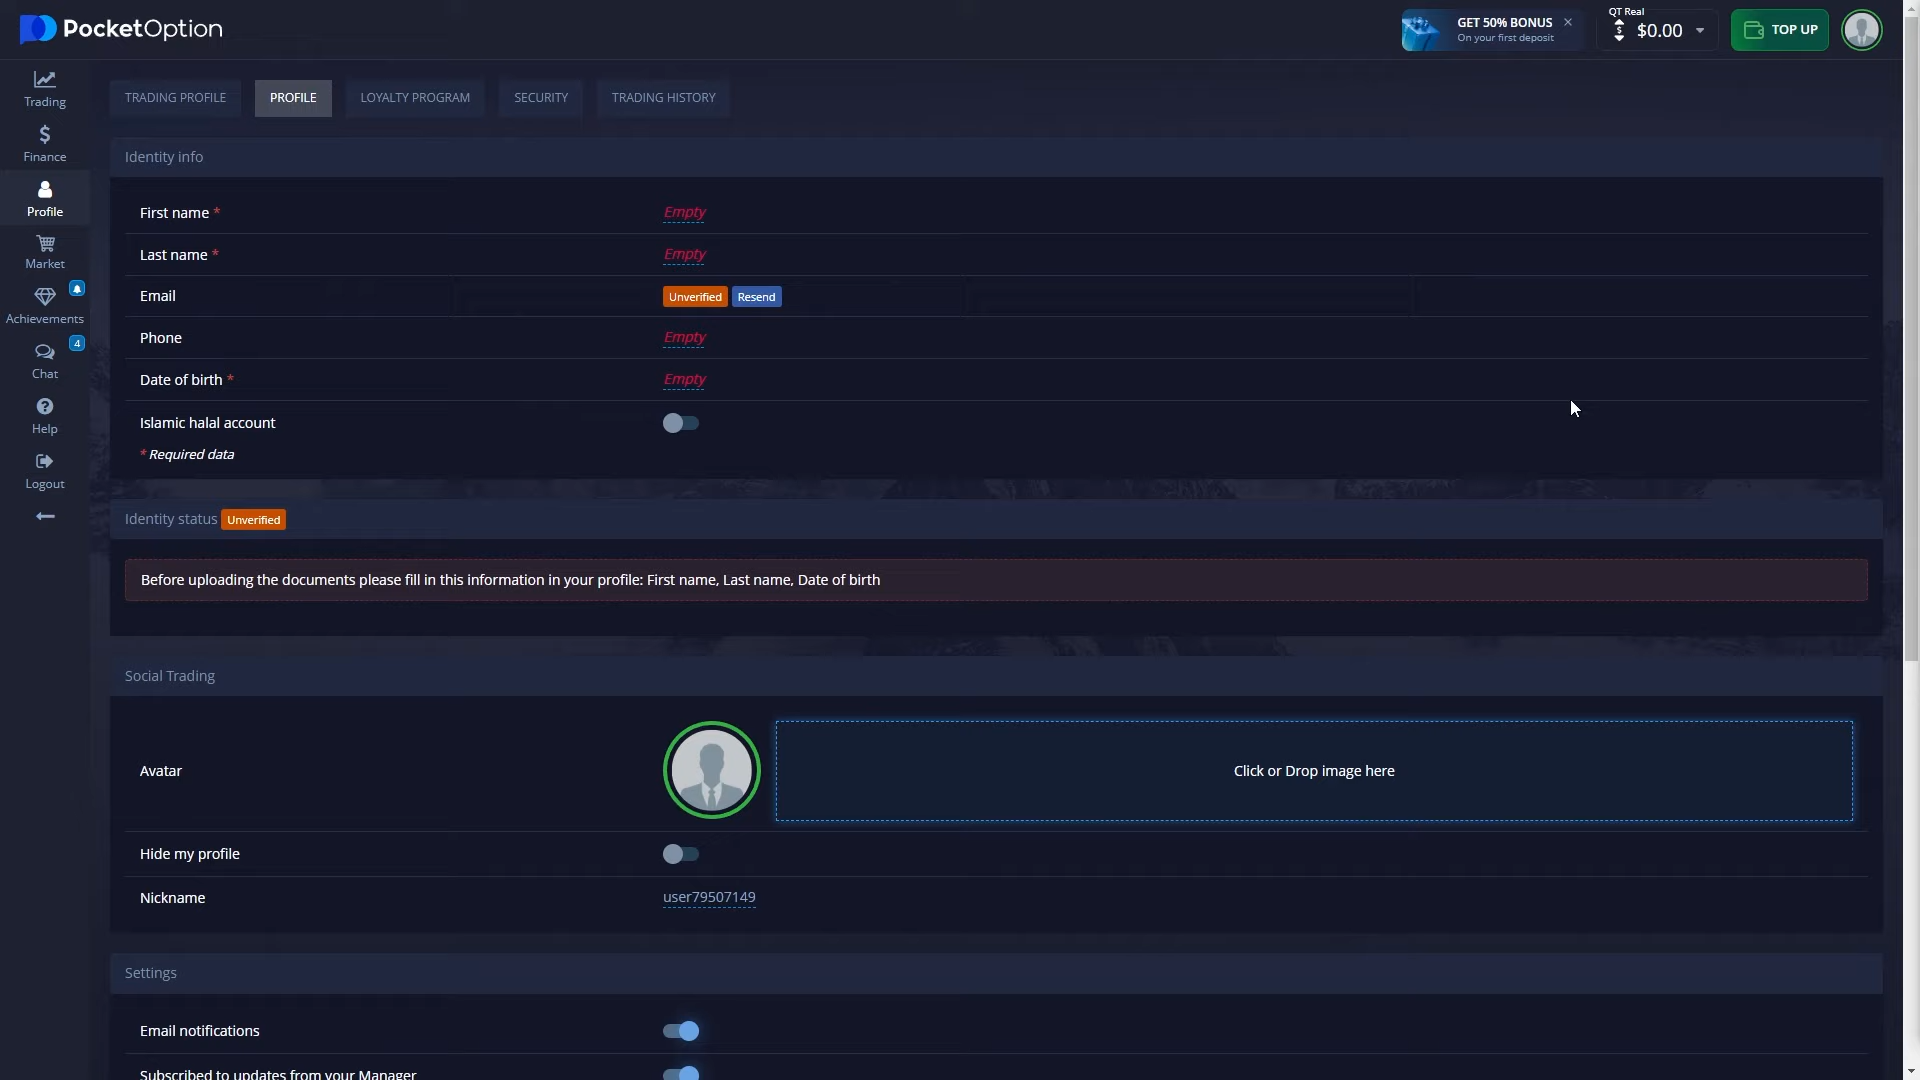 PocketOption
GET 50% BONUS
On your first deposit
QT Real
$0.00
TOP UP
Trading
Finance
Profile
Market
Achievements
4
Chat
Help
Logout
TRADING PROFILE
PROFILE
LOYALTY PROGRAM
SECURITY
TRADING HISTORY
Identity info
First name * Empty
Last name * Empty
Email Unverified Resend
Phone Empty
Date of birth * Empty
Islamic halal account
* Required data
Identity status Unverified
Before uploading the documents please fill in this information in your profile: First name, Last name, Date of birth
Social Trading
Avatar Click or Drop image here
Hide my profile
Nickname user79507149
Settings
Email notifications
Subscribed to updates from your Manager